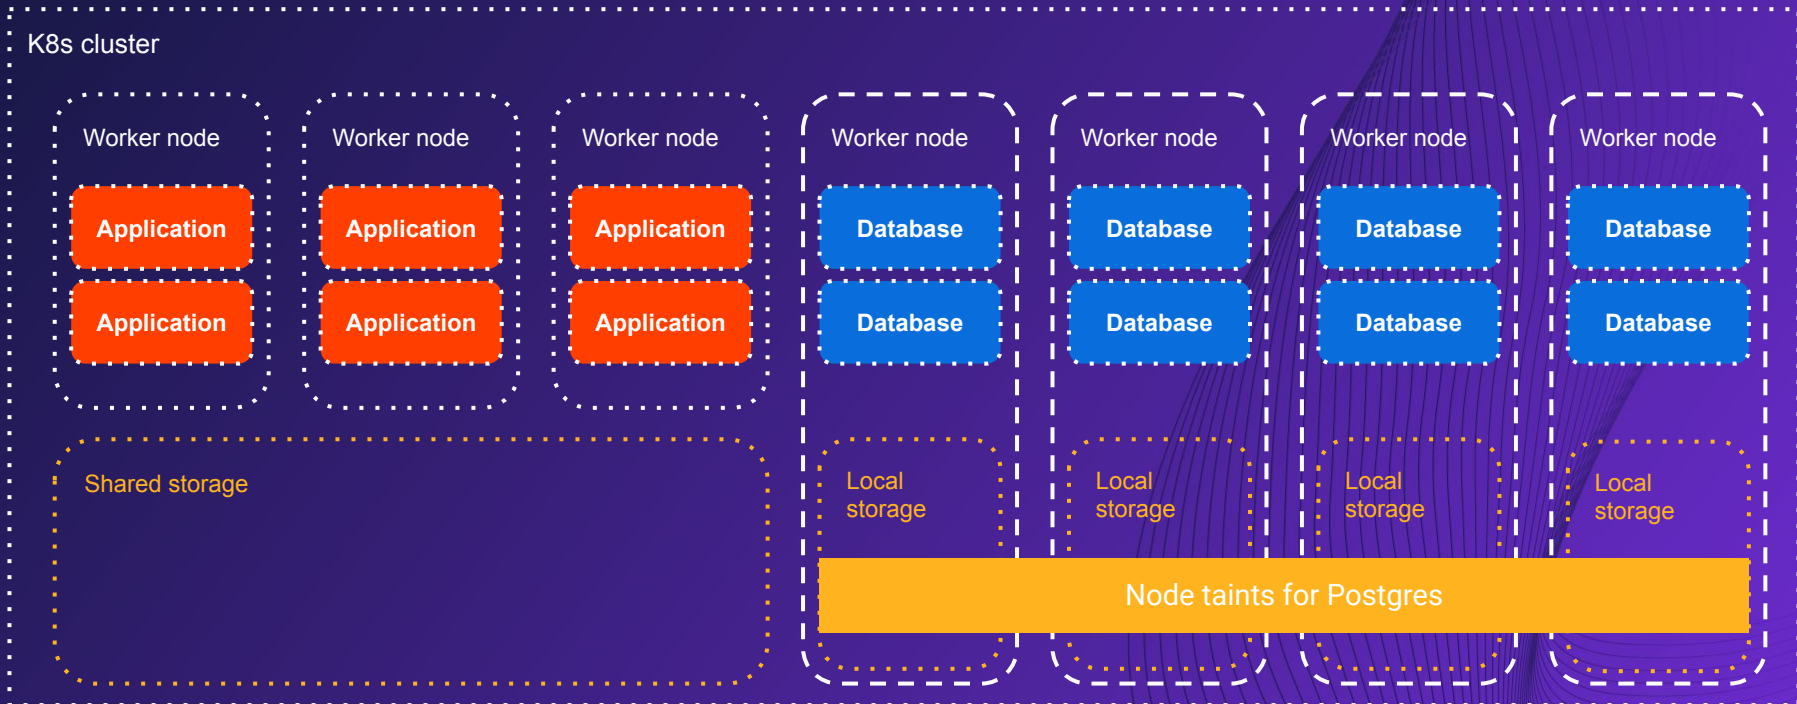 K8s cluster
Worker node
Worker node
Worker node
Worker node
Worker node
Worker node
Worker node
Application
Application
Application
Database
Database
Database
Database
Application
Application
Application
Database
Database
Database
Database
Shared storage
Local
storage
Local
storage
Local
storage
Local
storage
Node taints for Postgres